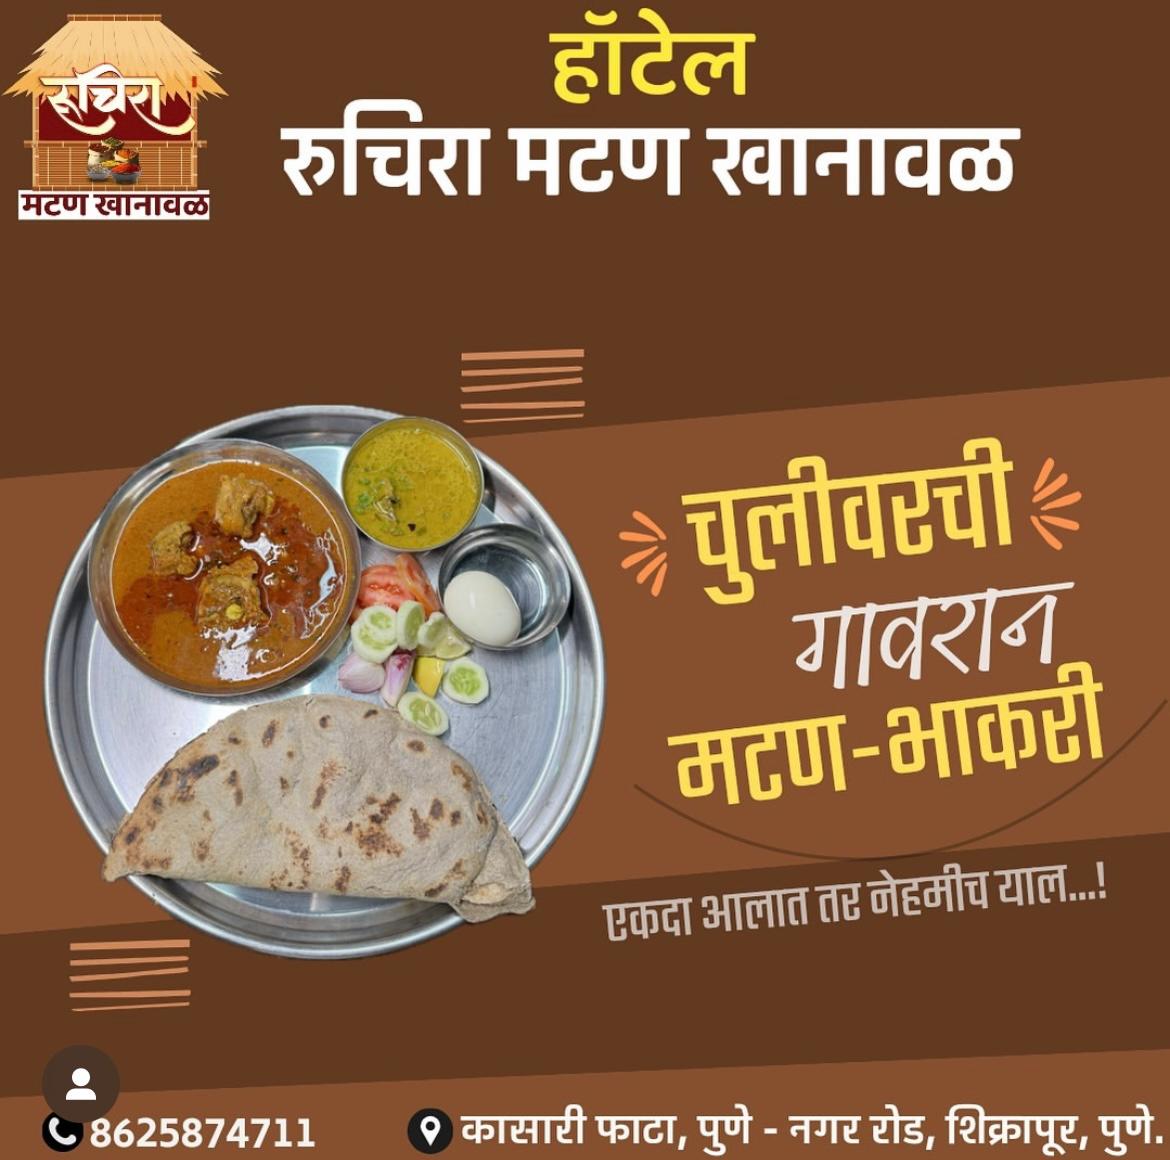 रुचिरा
मटण खानावळ
हॉटेल
रुचिरा मटण खानावळ
चुलीवरची
गावरान
मटण-भाकरी
एकदा आलात तर नेहमीच याल...!
8625874711
कासारी फाटा, पुणे - नगर रोड, शिक्रापूर, पुणे.